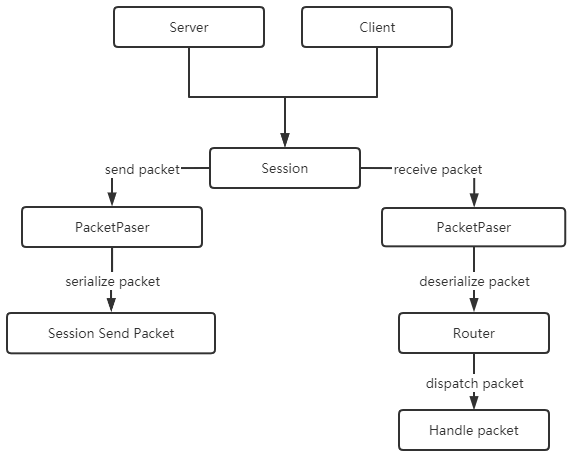 Server
Client
Session
send packet
receive packet
PacketPaser
PacketPaser
serialize packet
deserialize packet
Session Send Packet
Router
dispatch packet
Handle packet